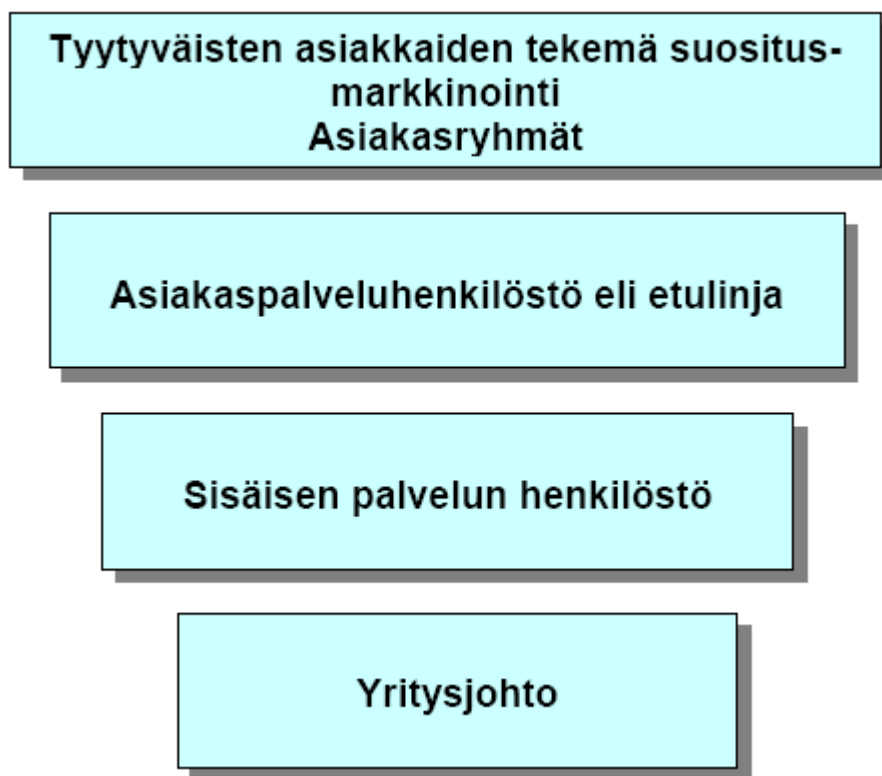 Tyytyväisten asiakkaiden tekemä suositus-
markkinointi
Asiakasryhmät
Asiakaspalveluhenkilöstö eli etulinja
Sisäisen palvelun henkilöstö
Yritysjohto